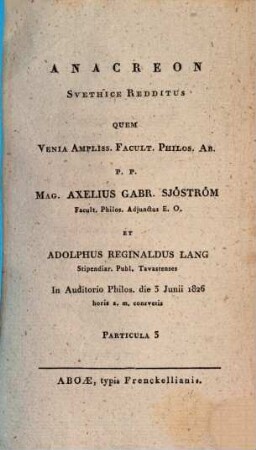 ANACREON
SVETHICE REDDITUS
QUEM
VENIA AMPLISS. FACULT. PHILOS. AB.
P. P.
MAG. AXELIUS GABR. SJÖSTRÖM
Facult. Philos. Adjunctus E. O.
ET
ADOLPHUS REGINALDUS LANG
Stipendiar. Publ. Tavastenses
In Auditorio Philos. die 3 Junii 1826
horis a. m. consvetis
PARTICULA 3
ABOÆ, typis Frenckellianis.